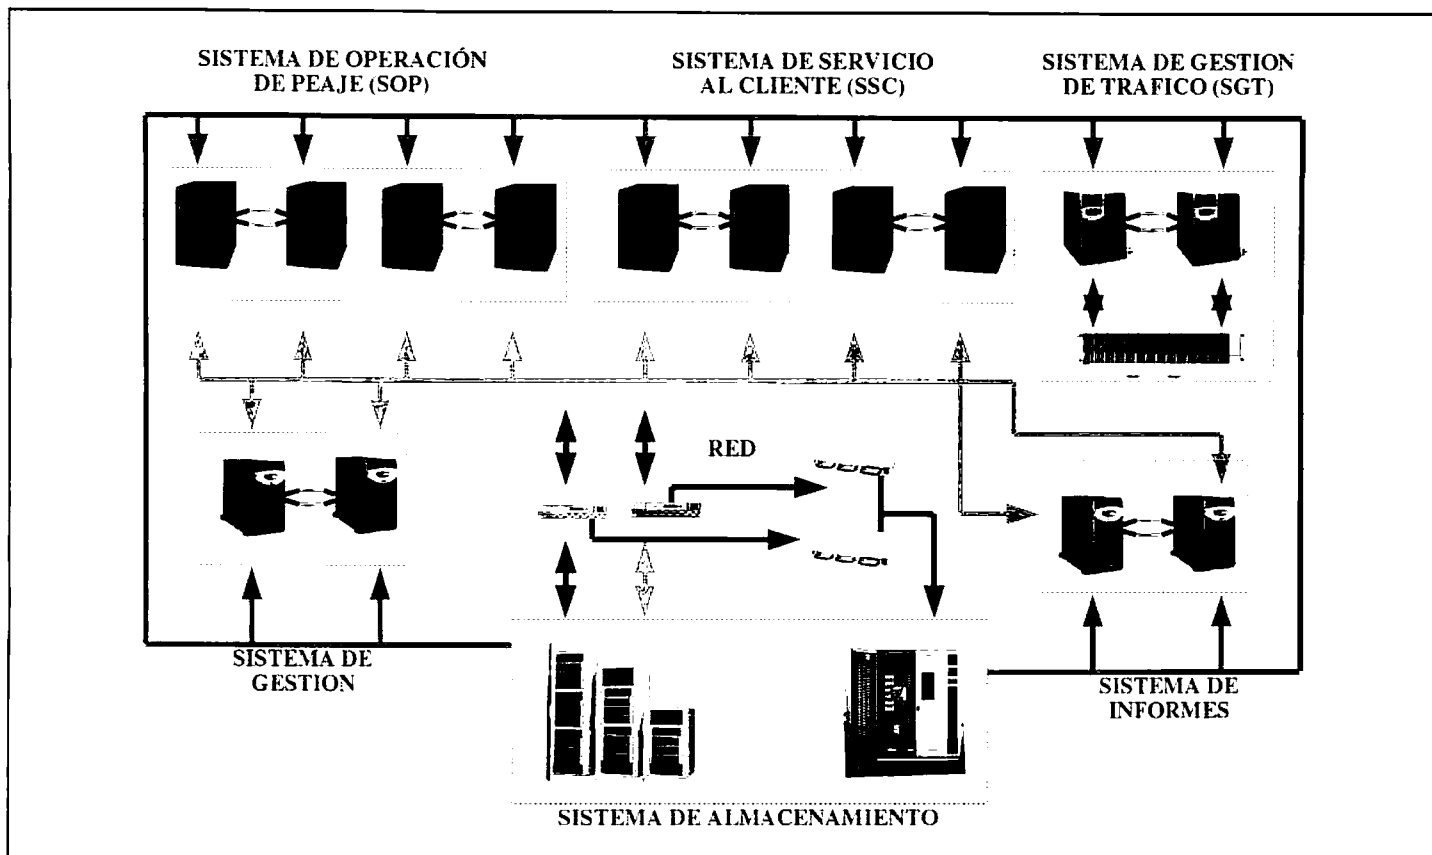 SISTEMA DE OPERACIÓN
DE PEAJE (SOP)
SISTEMA DE SERVICIO
AL CLIENTE (SSC)
SISTEMA DE GESTION
DE TRAFICO (SGT)
RED
SISTEMA DE
GESTION
SISTEMA DE
INFORMES
SISTEMA DE ALMACENAMIENTO